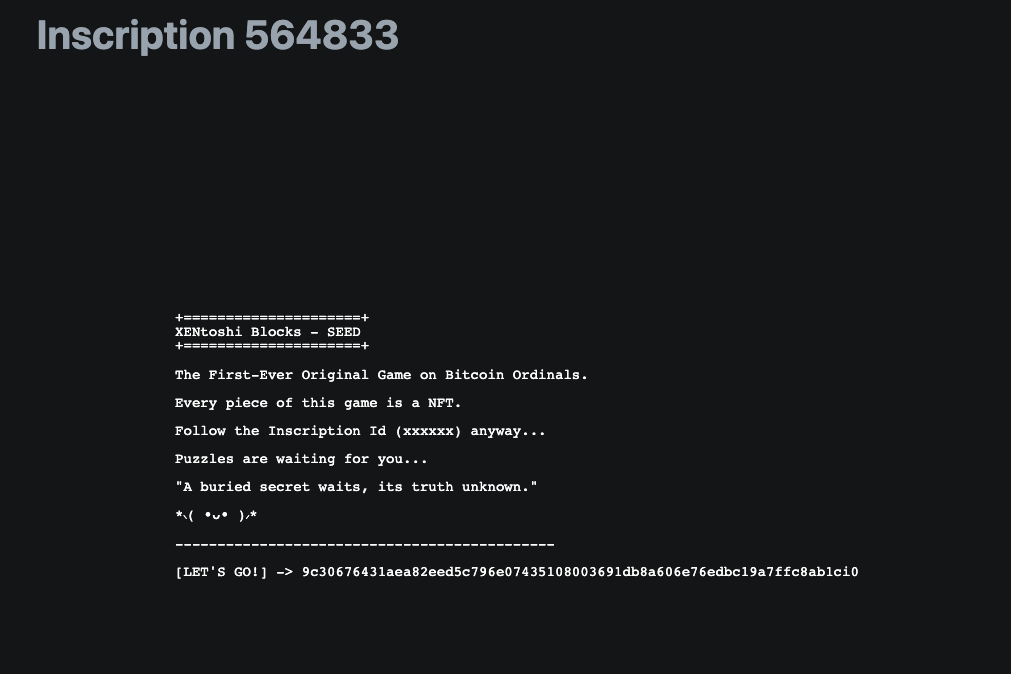 Inscription 564833
+=====================+
XENtoshi Blocks - SEED
+=====================+
The First-Ever Original Game on Bitcoin Ordinals.
Every piece of this game is a NFT.
Follow the Inscription Id (xxxxxx) anyway...
Puzzles are waiting for you...
"A buried secret waits, its truth unknown."
*⸜( •ᴗ• )⸝*
---------------------------------------------
[LET'S GO!] -> 9c30676431aea82eed5c796e07435108003691db8a606e76edbc19a7ffc8ab1ci0